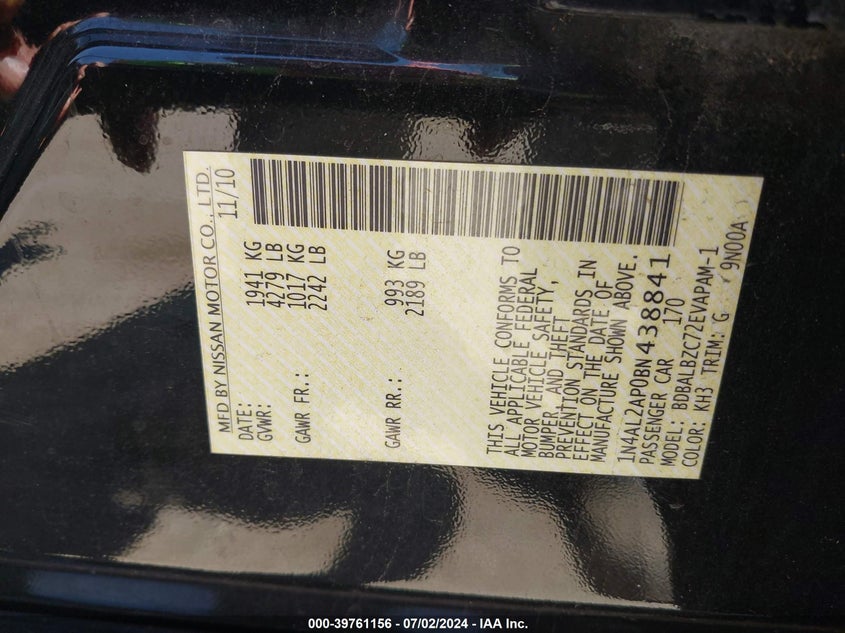 MFD BY NISSAN MOTOR CO., LTD.
DATE: 11/10
GVWR: 1941 KG
4279 LB
GAWR FR.: 1017 KG
2242 LB
GAWR RR.: 993 KG
2189 LB
THIS VEHICLE CONFORMS TO
ALL APPLICABLE FEDERAL
MOTOR VEHICLE SAFETY,
BUMPER, AND THEFT
PREVENTION STANDARDS IN
EFFECT ON THE DATE OF
MANUFACTURE SHOWN ABOVE.
1N4AL2AP0BN438841
PASSENGER CAR 170
MODEL: BDBALBZC72EVAPAM-1
COLOR: KH3 TRIM: G 9N00A
000-39761156 - 07/02/2024 - IAA Inc.